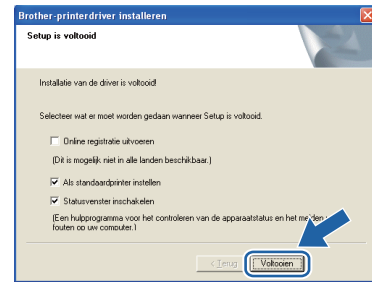 Brother-printerdriver installeren
Setup is voltooid
Installatie van de driver is voltooid!
Selecteer wat er moet worden gedaan wanneer Setup is voltooid.
Online registratie uitvoeren
(Dit is mogelijk niet in alle landen beschikbaar.)
Als standaardprinter instellen
Statusvenster inschakelen
(Een hulpprogramma voor het controleren van de apparaatstatus en het melden
fouten op uw computer.)
< Terug Voltooien